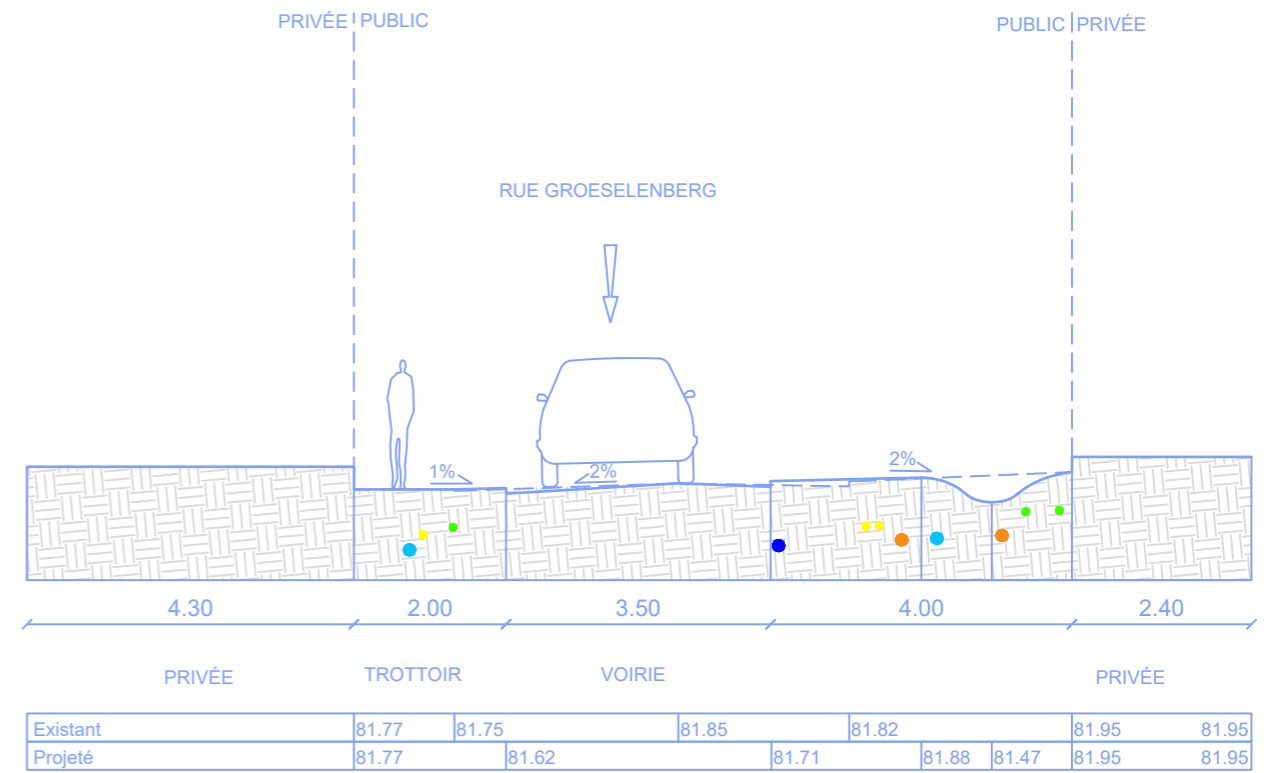 PRIVÉE PUBLIC
PUBLIC PRIVÉE
RUE GROESELENBERG
1%
2%
2%
4.30 2.00 3.50 4.00 2.40
PRIVÉE TROTTOIR VOIRIE PRIVÉE
Existant 81.77 81.75 81.85 81.82 81.95 81.95
Projeté 81.77 81.62 81.71 81.88 81.47 81.95 81.95